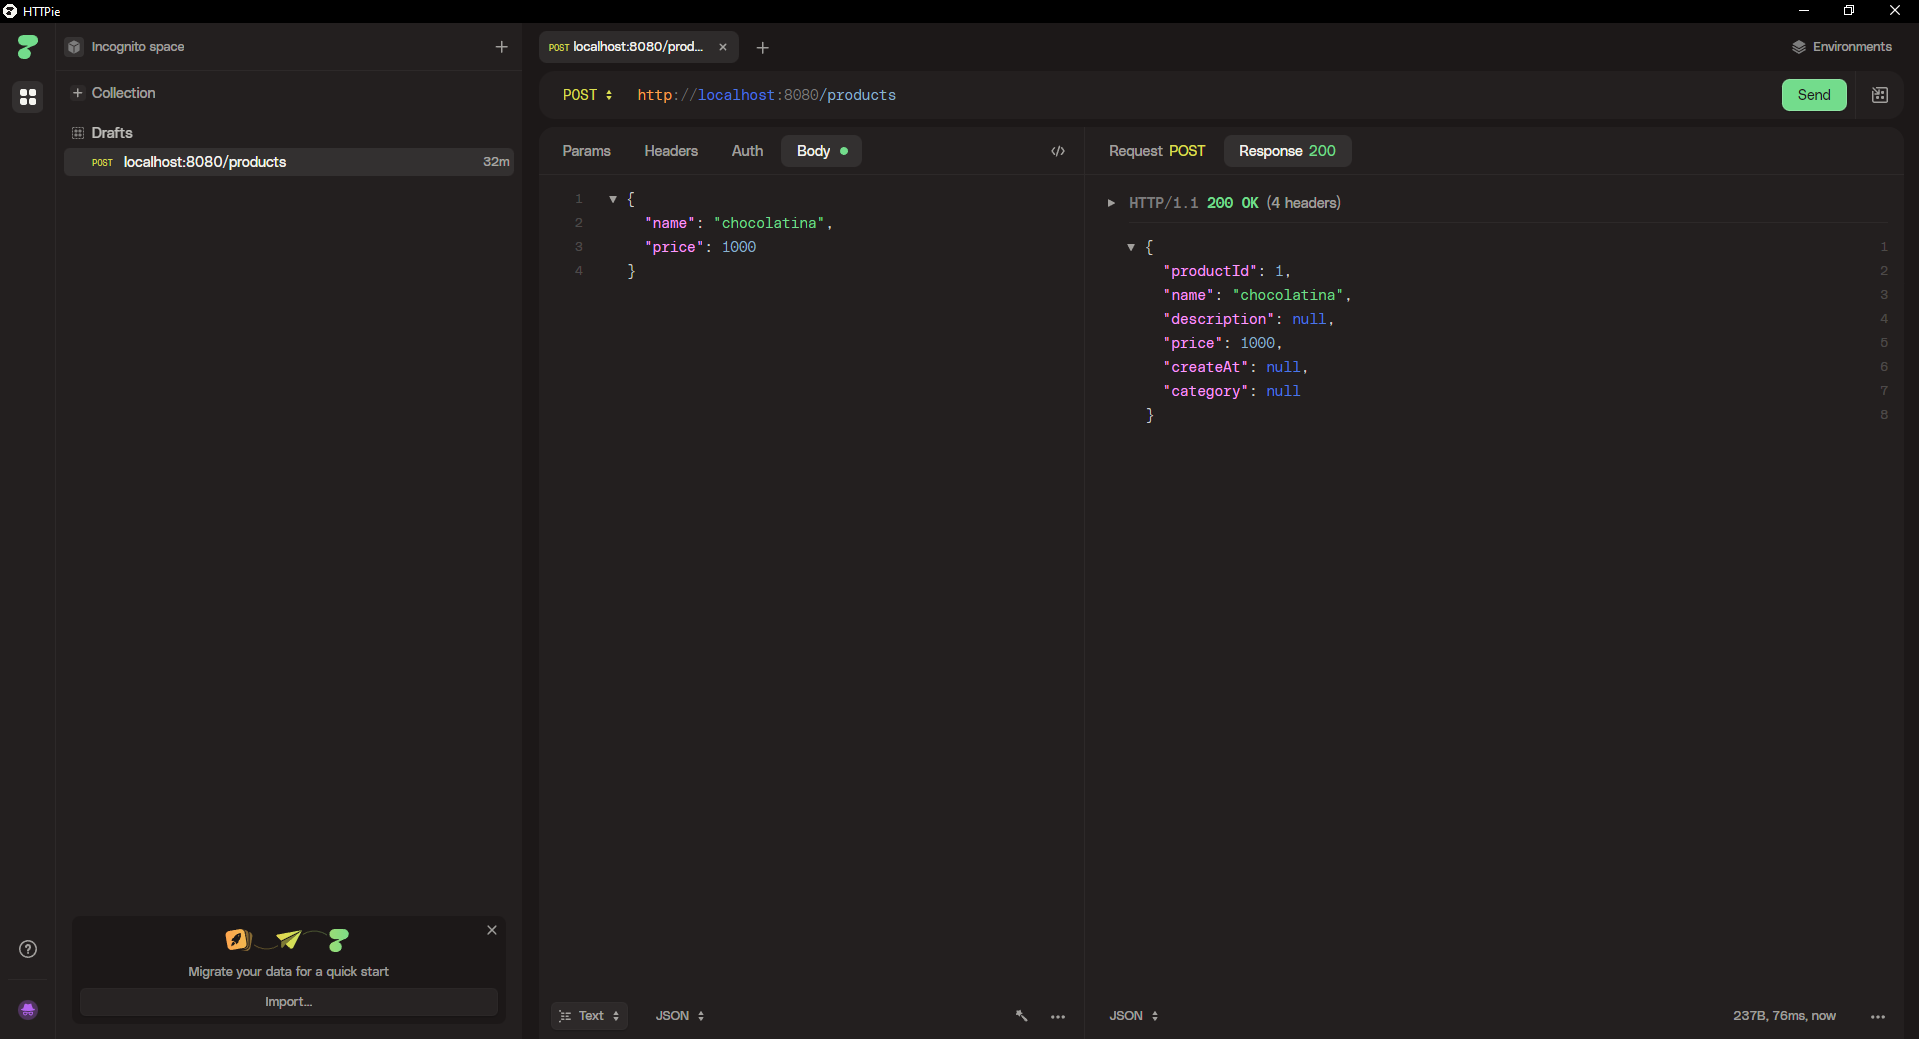 HTTPie
Incognito space
Collection
Drafts
POST localhost:8080/products 32m
Migrate your data for a quick start
Import...
POST localhost:8080/prod...
Environments
POST http://localhost:8080/products
Send
Params Headers Auth Body
1 {
2 "name": "chocolatina",
3 "price": 1000
4 }
Text JSON
Request POST Response 200
HTTP/1.1 200 OK (4 headers)
{ 1
"productId": 1, 2
"name": "chocolatina", 3
"description": null, 4
"price": 1000, 5
"createAt": null, 6
"category": null 7
} 8
JSON 237B, 76ms, now